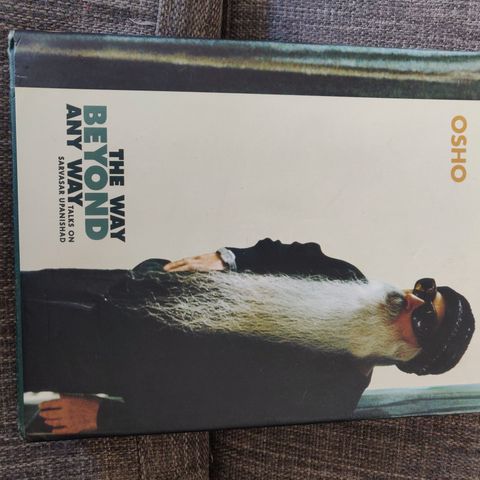 OSHO
THE WAY
BEYOND
ANY WAY
TALKS ON
SARVASAR UPANISHAD